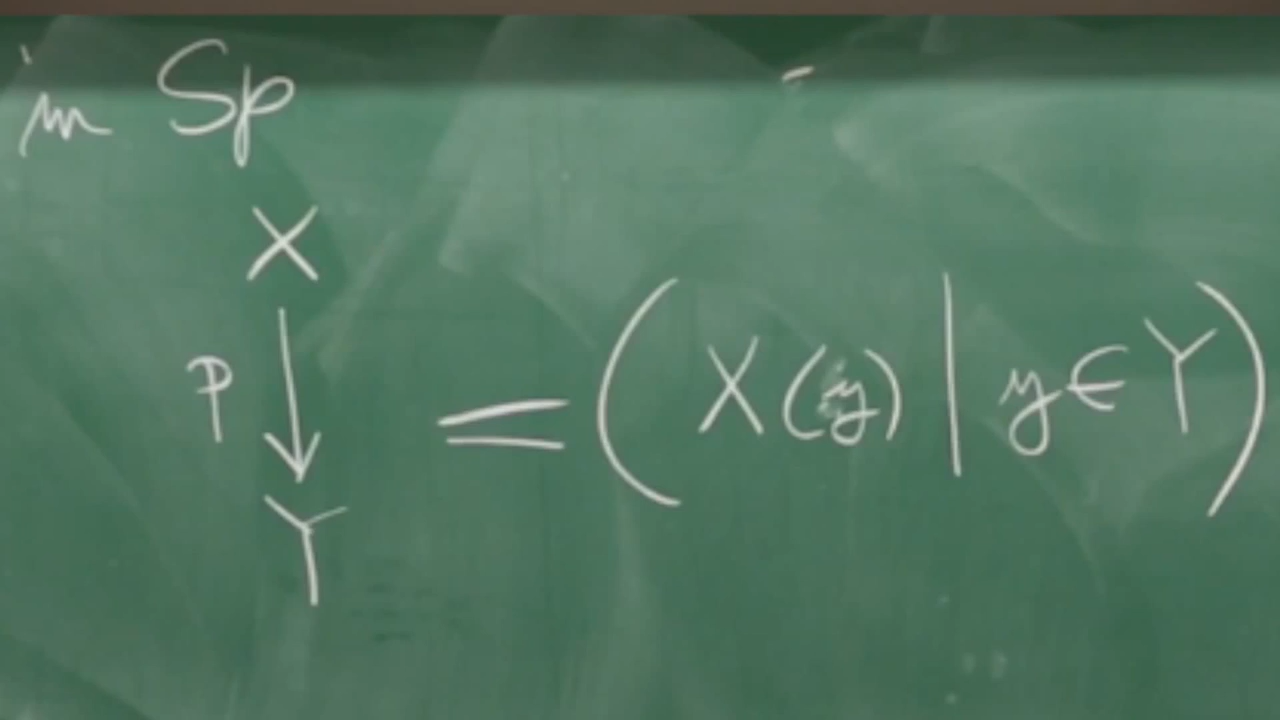 in Sp
X
p ↓ = (X(y) | y ∈ Y)
Y